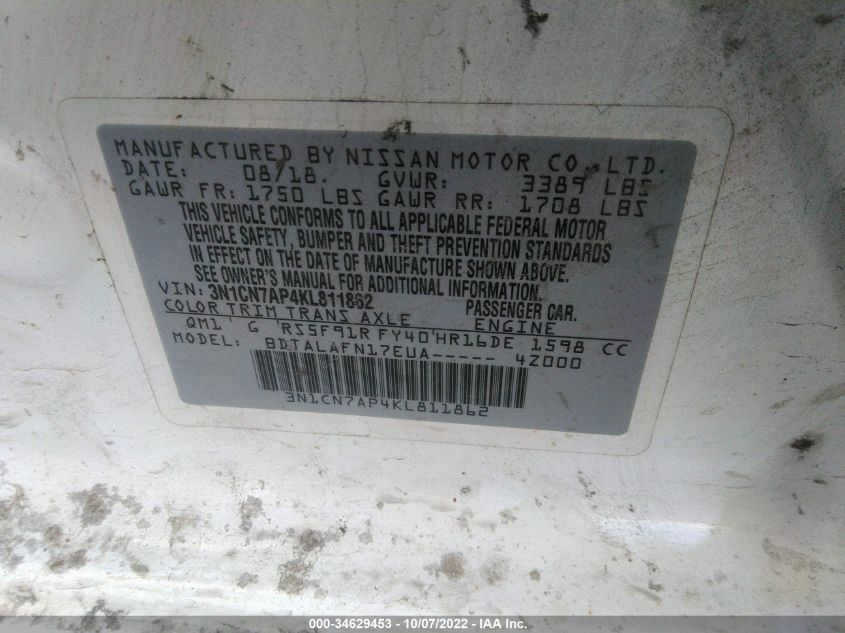 MANUFACTURED BY NISSAN MOTOR CO.,LTD.
DATE: 08/18. GVWR: 3389 LBS
GAWR FR: 1750 LBS GAWR RR: 1708 LBS
THIS VEHICLE CONFORMS TO ALL APPLICABLE FEDERAL MOTOR
VEHICLE SAFETY, BUMPER AND THEFT PREVENTION STANDARDS
IN EFFECT ON THE DATE OF MANUFACTURE SHOWN ABOVE.
SEE OWNER'S MANUAL FOR ADDITIONAL INFORMATION.
VIN: 3N1CN7AP4KL811862 PASSENGER CAR.
COLOR TRIM TRANS AXLE ENGINE
QM1 ' G 'RS5F91R FY40'HR16DE 1598 CC
MODEL: BDTALAFN17EUA----- 4Z000
3N1CN7AP4KL811862
000-34629453 - 10/07/2022 - IAA Inc.